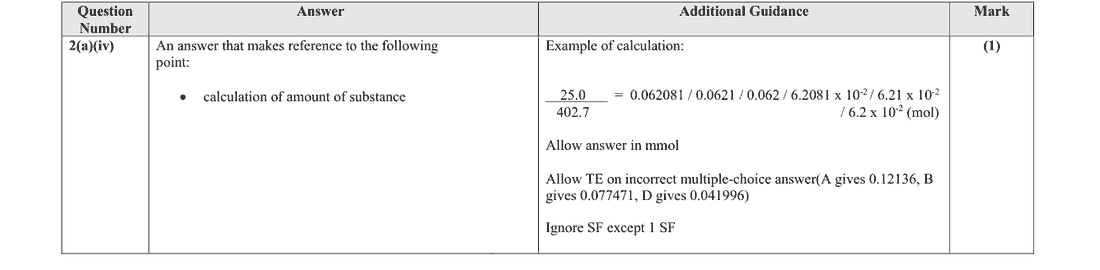 Question Number
Answer
Additional Guidance
Mark
2(a)(iv)
An answer that makes reference to the following
point:
• calculation of amount of substance
Example of calculation:
25.0 = 0.062081 / 0.0621 / 0.062 / 6.2081 x 10⁻² / 6.21 x 10⁻²
402.7 / 6.2 x 10⁻² (mol)
Allow answer in mmol
Allow TE on incorrect multiple-choice answer(A gives 0.12136, B
gives 0.077471, D gives 0.041996)
Ignore SF except 1 SF
(1)